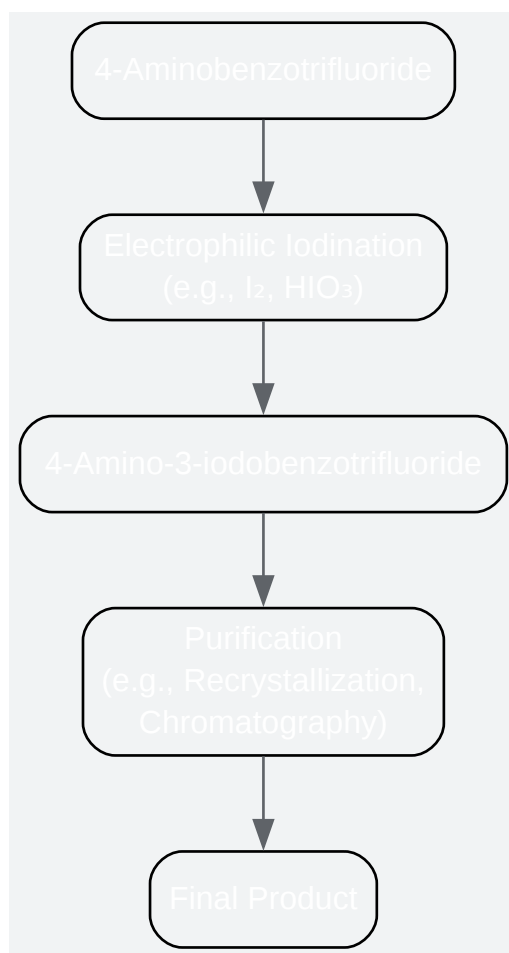 4-Aminobenzotrifluoride
Electrophilic Iodination
(e.g., I₂, HIO₃)
4-Amino-3-iodobenzotrifluoride
Purification
(e.g., Recrystallization,
Chromatography)
Final Product